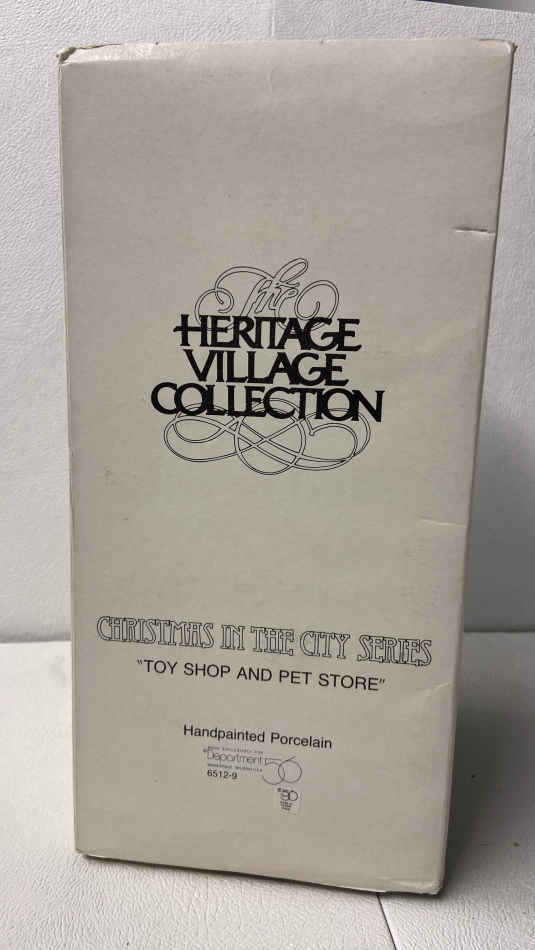 The
HERITAGE
VILLAGE
COLLECTION
CHRISTMAS IN THE CITY SERIES
"TOY SHOP AND PET STORE"
Handpainted Porcelain
Department 56
6512-9